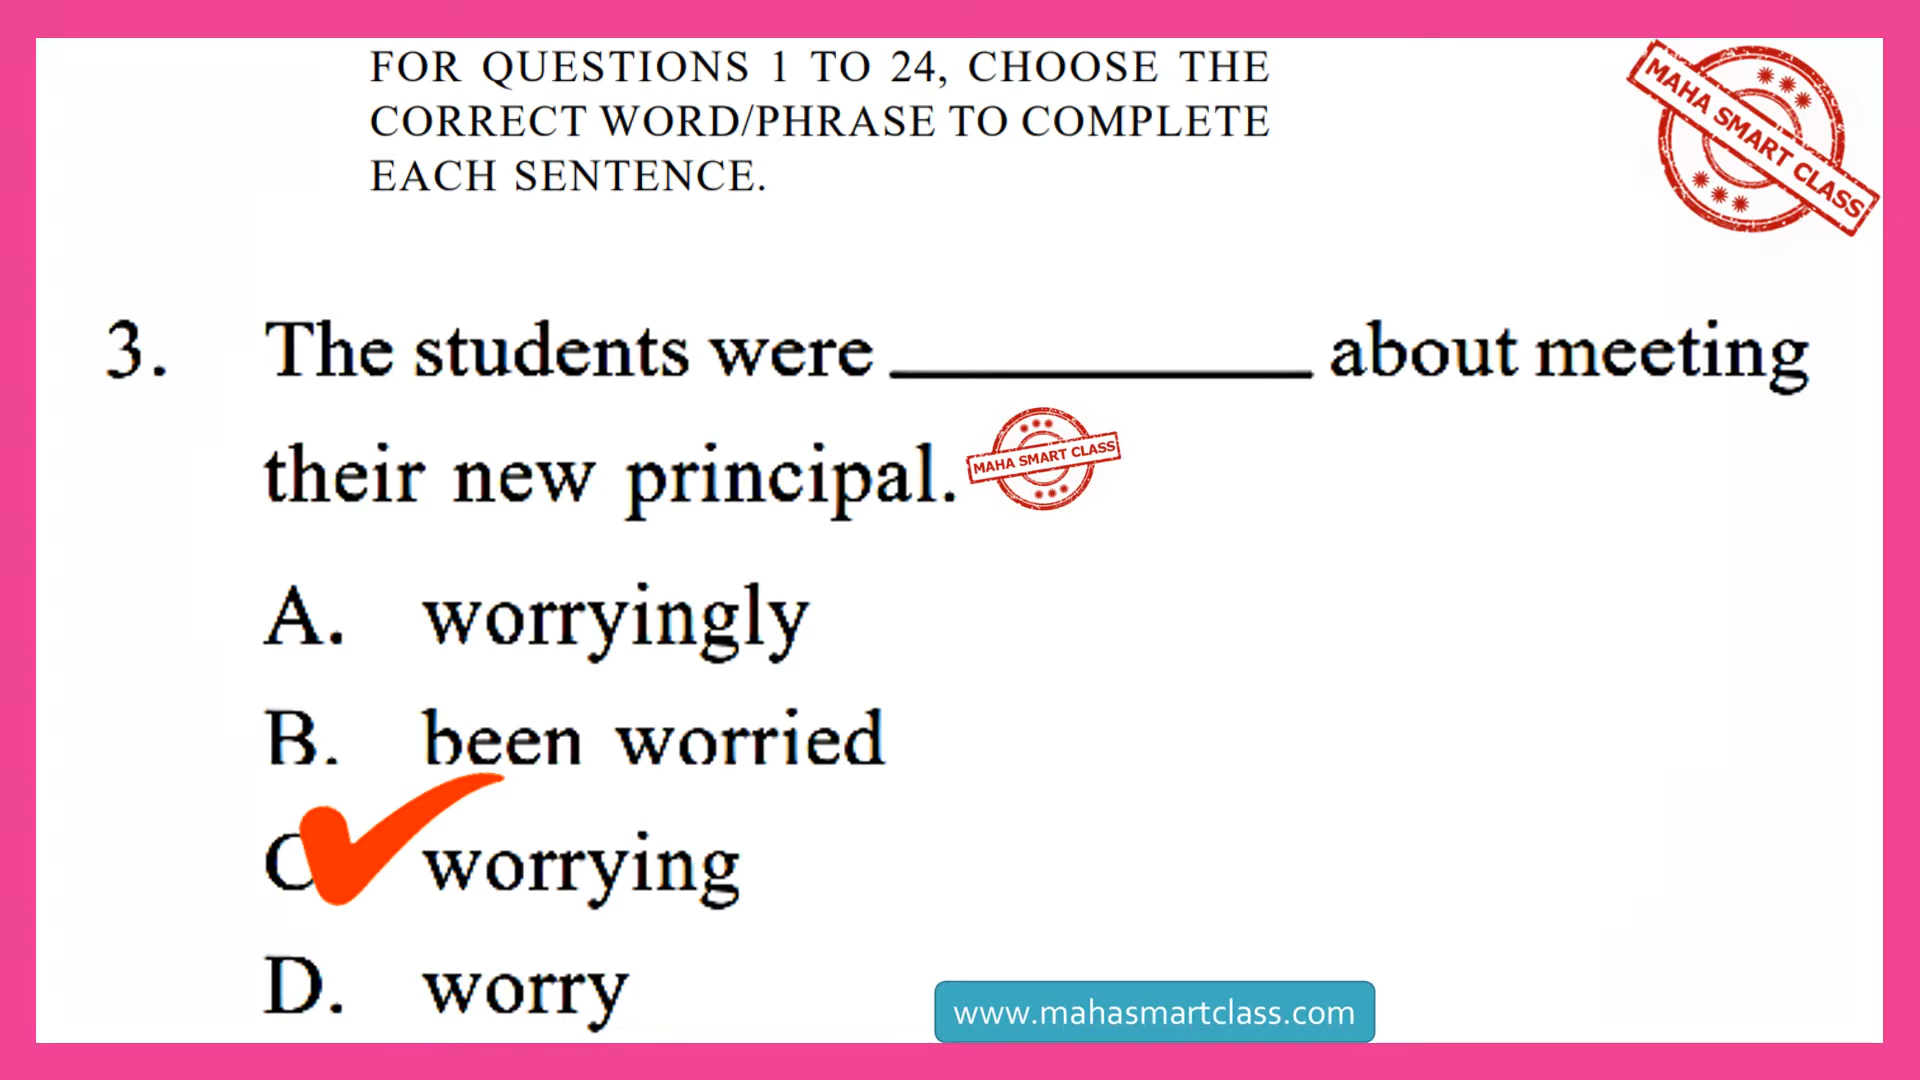 FOR QUESTIONS 1 TO 24, CHOOSE THE
CORRECT WORD/PHRASE TO COMPLETE
EACH SENTENCE.
MAHA SMART CLASS
3. The students were __________ about meeting
their new principal.
MAHA SMART CLASS
A. worryingly
B. been worried
C worrying
D. worry
www.mahasmartclass.com